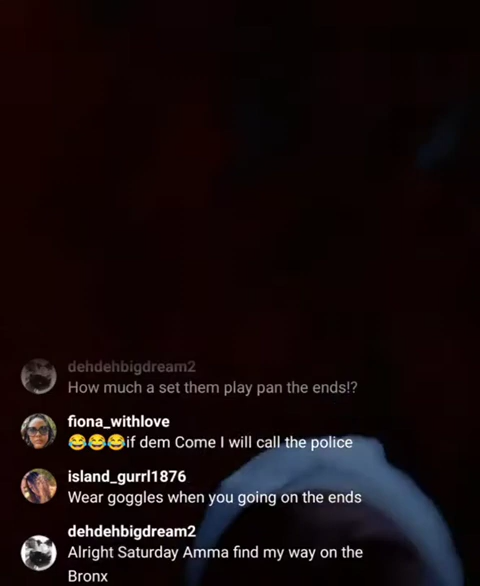 dehdehbigdream2
How much a set them play pan the ends!?
fiona_withlove
😂😂😂if dem Come I will call the police
island_gurrl1876
Wear goggles when you going on the ends
dehdehbigdream2
Alright Saturday Amma find my way on the
Bronx